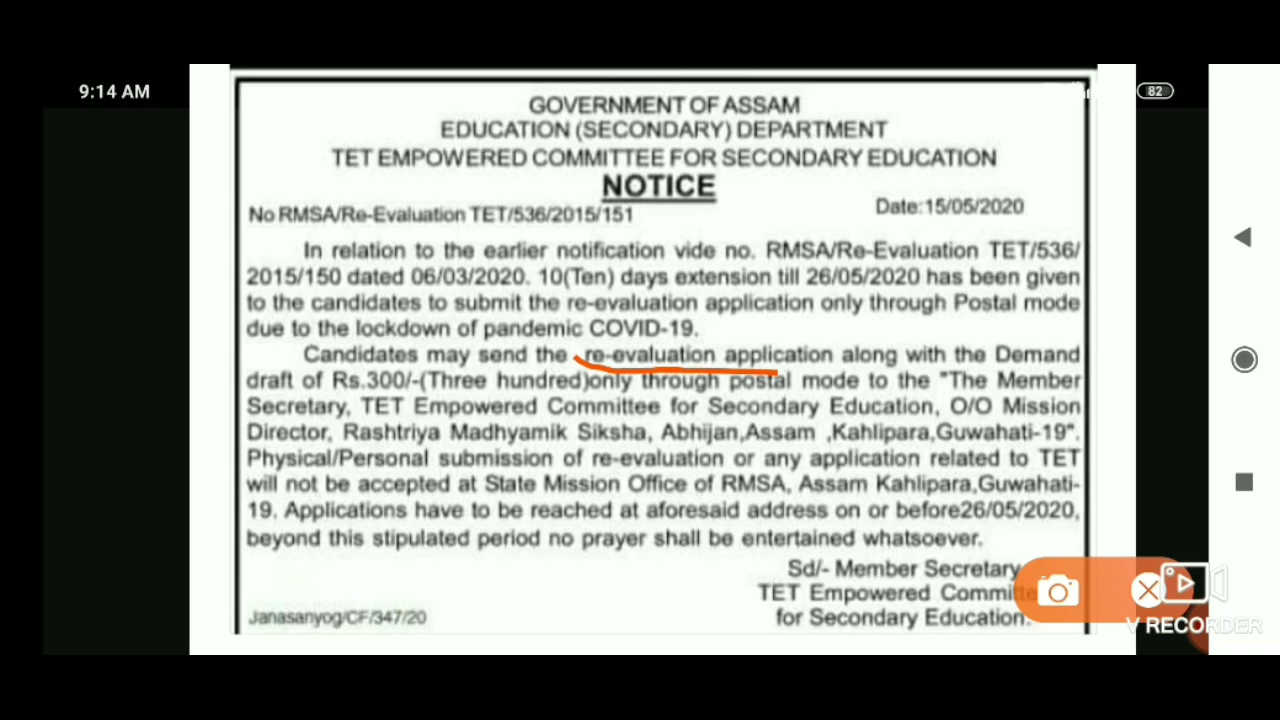 9:14 AM
82
GOVERNMENT OF ASSAM
EDUCATION (SECONDARY) DEPARTMENT
TET EMPOWERED COMMITTEE FOR SECONDARY EDUCATION
NOTICE
No RMSA/Re-Evaluation TET/536/2015/151
Date:15/05/2020
In relation to the earlier notification vide no. RMSA/Re-Evaluation TET/536/
2015/150 dated 06/03/2020. 10(Ten) days extension till 26/05/2020 has been given
to the candidates to submit the re-evaluation application only through Postal mode
due to the lockdown of pandemic COVID-19.
Candidates may send the re-evaluation application along with the Demand
draft of Rs.300/-(Three hundred)only through postal mode to the "The Member
Secretary, TET Empowered Committee for Secondary Education, O/O Mission
Director, Rashtriya Madhyamik Siksha, Abhijan,Assam ,Kahlipara,Guwahati-19".
Physical/Personal submission of re-evaluation or any application related to TET
will not be accepted at State Mission Office of RMSA, Assam Kahlipara,Guwahati-
19. Applications have to be reached at aforesaid address on or before26/05/2020,
beyond this stipulated period no prayer shall be entertained whatsoever.
Sd/- Member Secretary
TET Empowered Committe
for Secondary Education.
Janasanyog/CF/347/20
V RECORDER